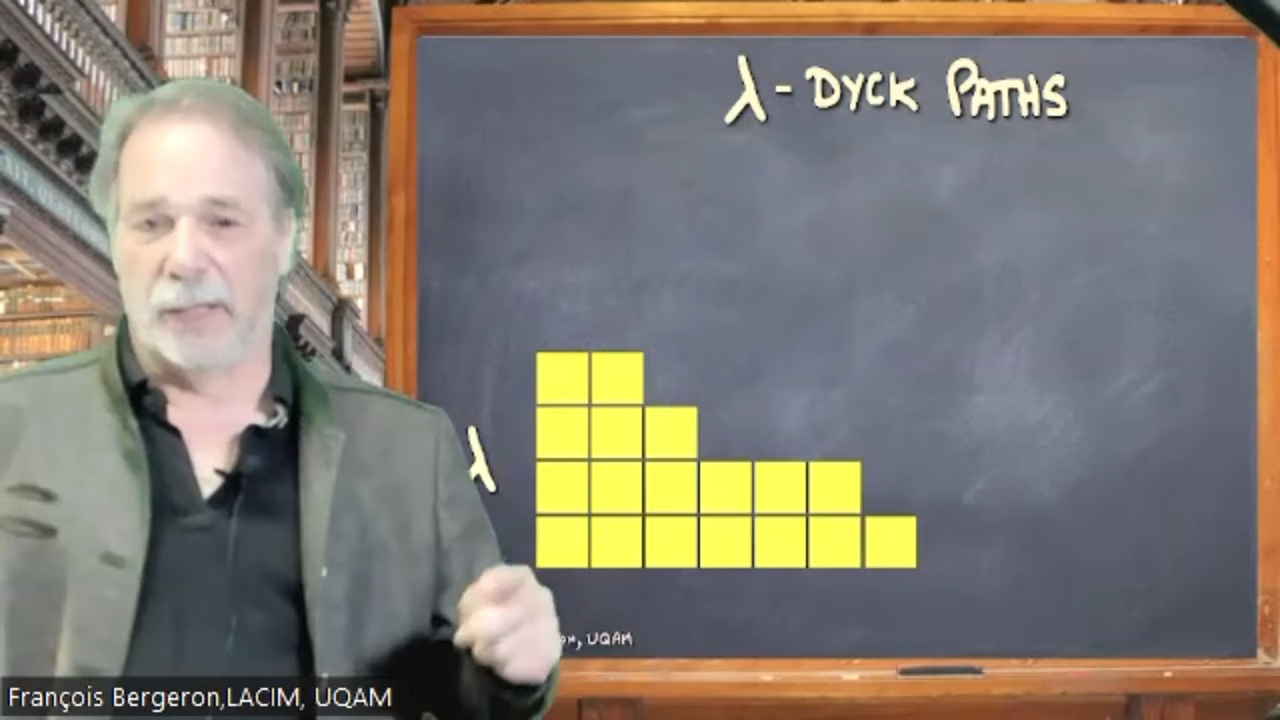 λ - DYCK PATHS
λ
, UQAM
François Bergeron,LACIM, UQAM